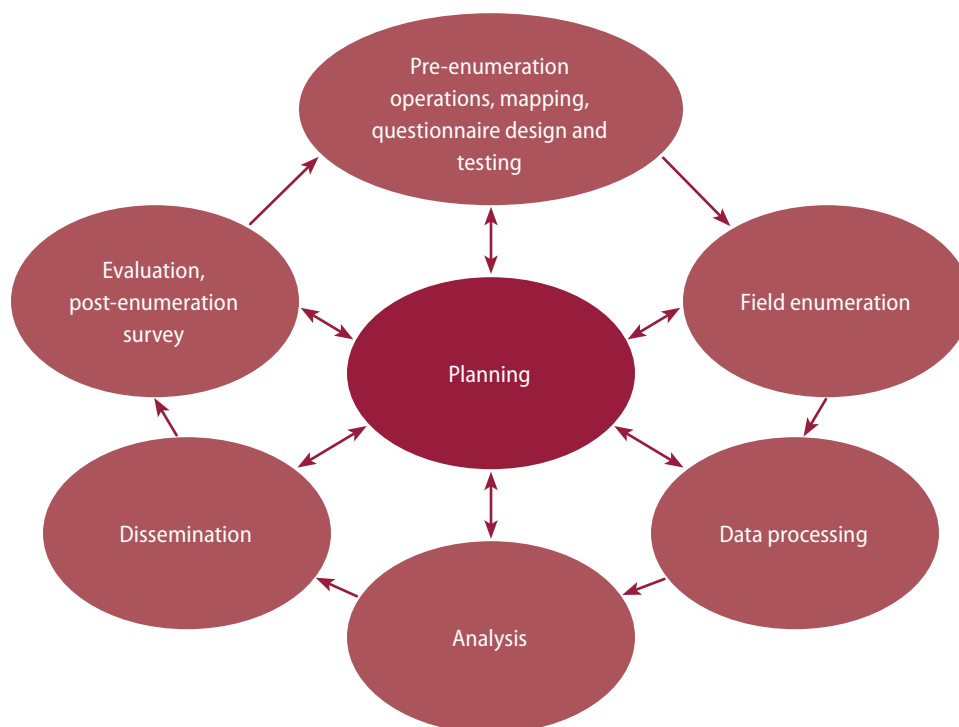 Pre-enumeration
operations, mapping,
questionnaire design and
testing
Evaluation,
post-enumeration
survey
Field enumeration
Planning
Dissemination
Data processing
Analysis